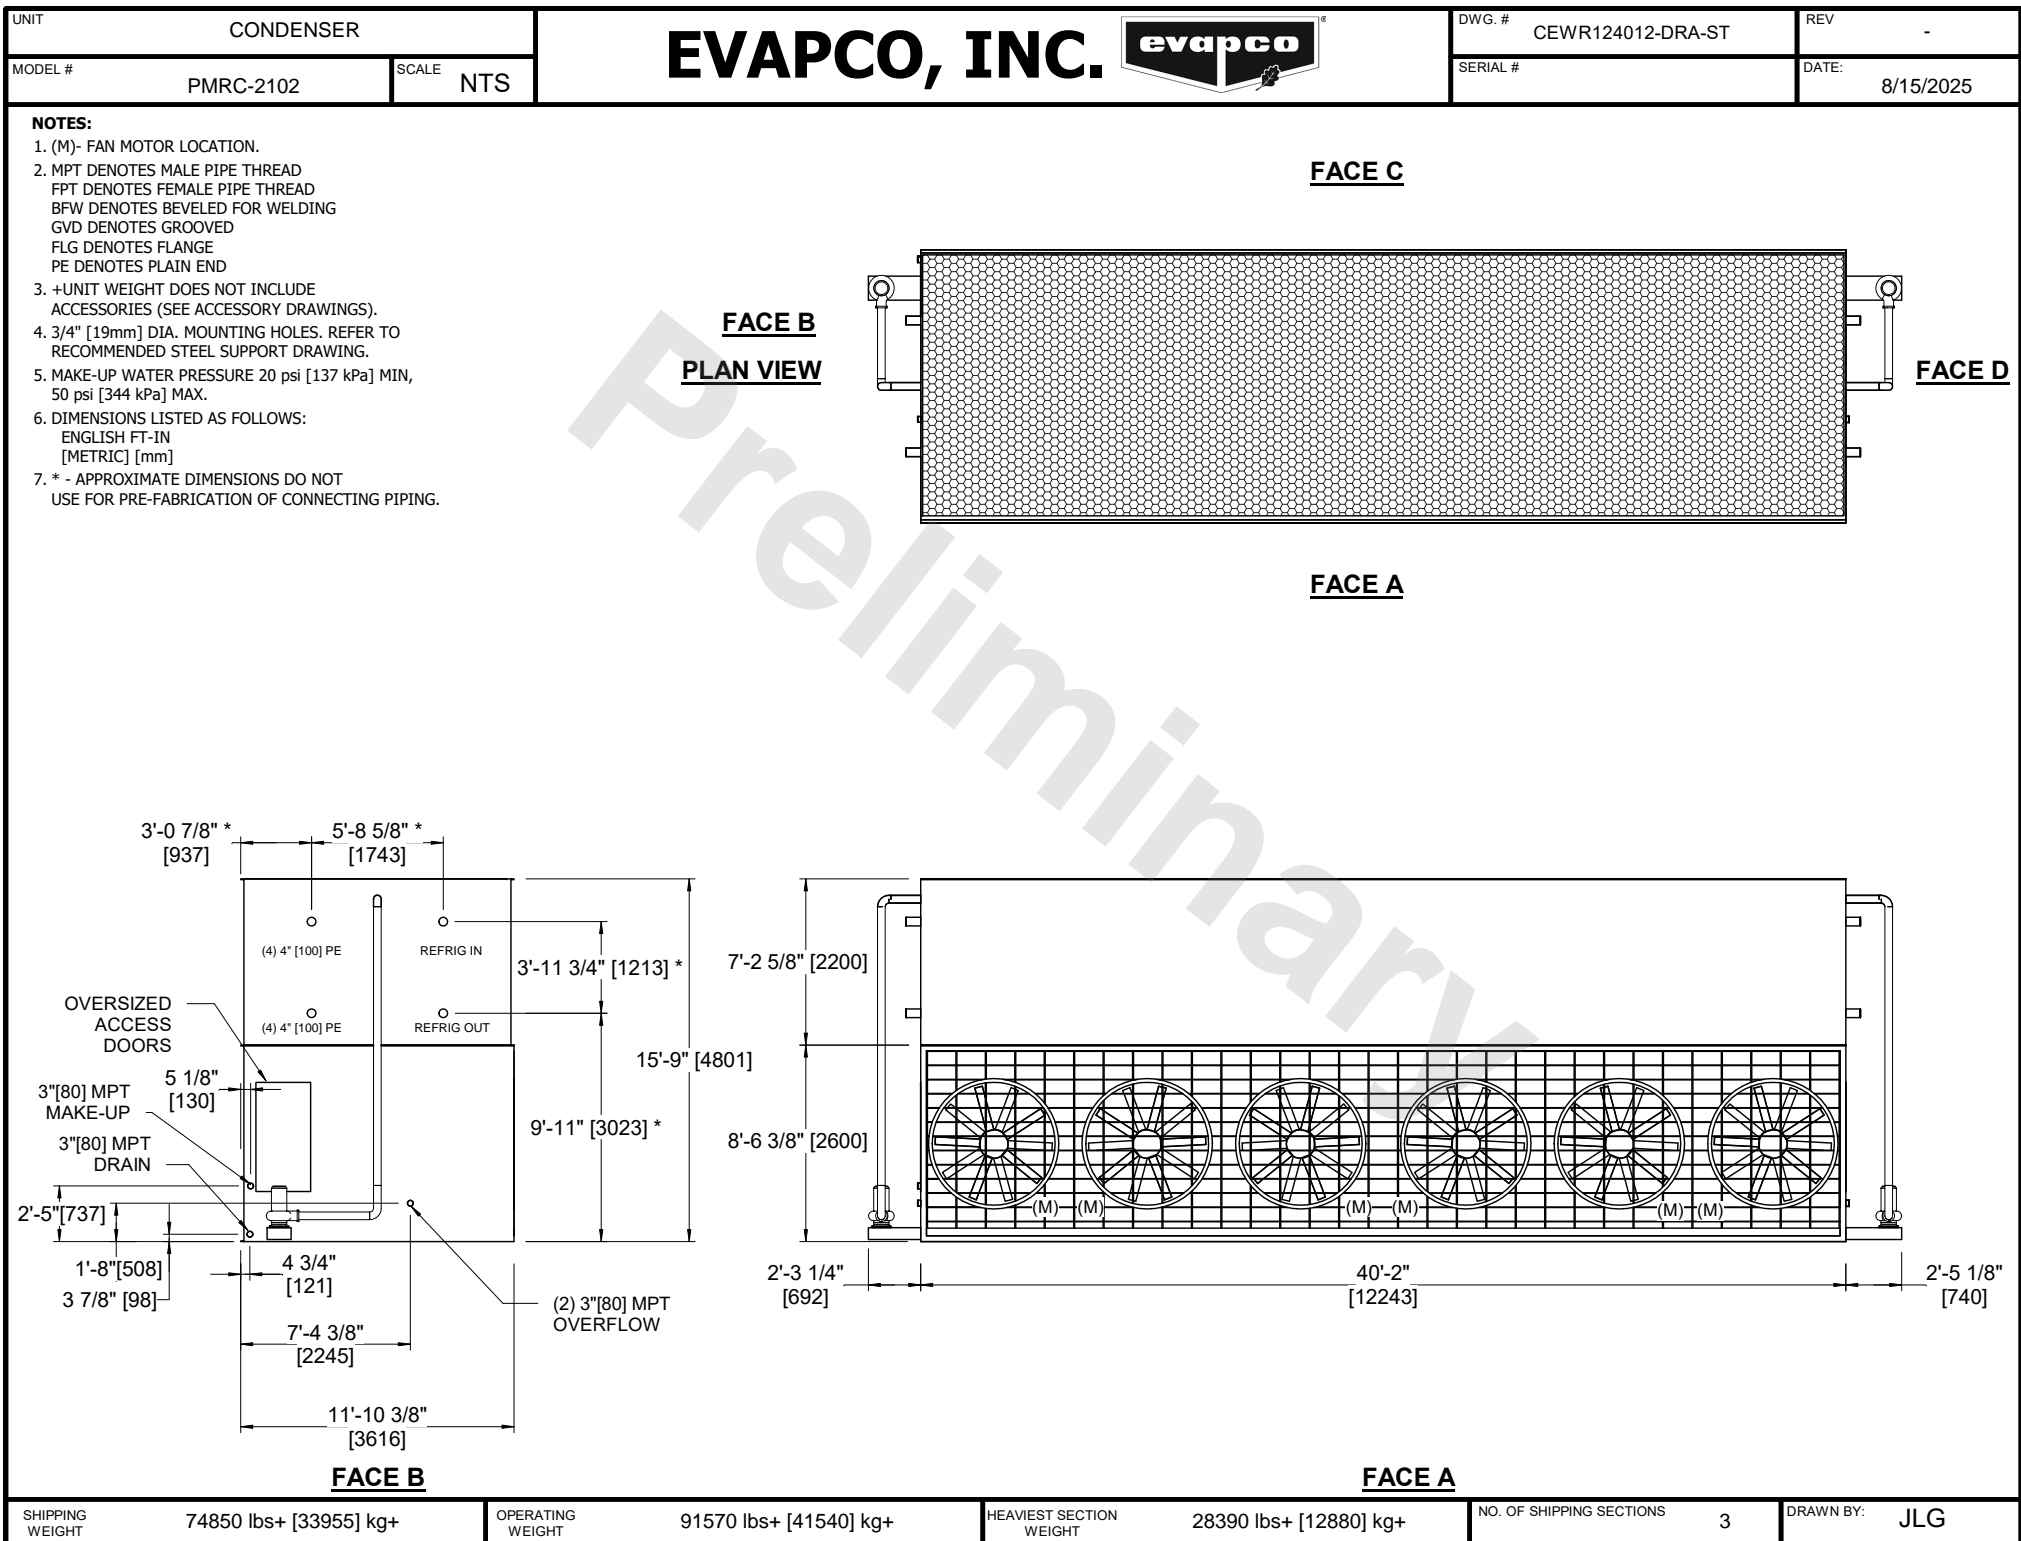 UNIT
CONDENSER
MODEL #
PMRC-2102
SCALE
NTS
EVAPCO, INC.
evapco
®
DWG. #
CEWR124012-DRA-ST
REV
-
SERIAL #
DATE:
8/15/2025
NOTES:
1. (M)- FAN MOTOR LOCATION.
2. MPT DENOTES MALE PIPE THREAD
FPT DENOTES FEMALE PIPE THREAD
BFW DENOTES BEVELED FOR WELDING
GVD DENOTES GROOVED
FLG DENOTES FLANGE
PE DENOTES PLAIN END
3. +UNIT WEIGHT DOES NOT INCLUDE
ACCESSORIES (SEE ACCESSORY DRAWINGS).
4. 3/4" [19mm] DIA. MOUNTING HOLES. REFER TO
RECOMMENDED STEEL SUPPORT DRAWING.
5. MAKE-UP WATER PRESSURE 20 psi [137 kPa] MIN,
50 psi [344 kPa] MAX.
6. DIMENSIONS LISTED AS FOLLOWS:
ENGLISH FT-IN
[METRIC] [mm]
7. * - APPROXIMATE DIMENSIONS DO NOT
USE FOR PRE-FABRICATION OF CONNECTING PIPING.
FACE C
FACE B
PLAN VIEW
FACE D
FACE A
Preliminary
3'-0 7/8" *
[937]
5'-8 5/8" *
[1743]
(4) 4" [100] PE
REFRIG IN
3'-11 3/4" [1213] *
(4) 4" [100] PE
REFRIG OUT
OVERSIZED
ACCESS
DOORS
15'-9" [4801]
5 1/8"
[130]
3"[80] MPT
MAKE-UP
3"[80] MPT
DRAIN
9'-11" [3023] *
2'-5"[737]
1'-8"[508]
3 7/8" [98]
4 3/4"
[121]
(2) 3"[80] MPT
OVERFLOW
7'-4 3/8"
[2245]
11'-10 3/8"
[3616]
FACE B
7'-2 5/8" [2200]
8'-6 3/8" [2600]
(M) (M) (M) (M) (M) (M)
2'-3 1/4"
[692]
40'-2"
[12243]
2'-5 1/8"
[740]
FACE A
SHIPPING
WEIGHT
74850 lbs+ [33955] kg+
OPERATING
WEIGHT
91570 lbs+ [41540] kg+
HEAVIEST SECTION
WEIGHT
28390 lbs+ [12880] kg+
NO. OF SHIPPING SECTIONS
3
DRAWN BY:
JLG